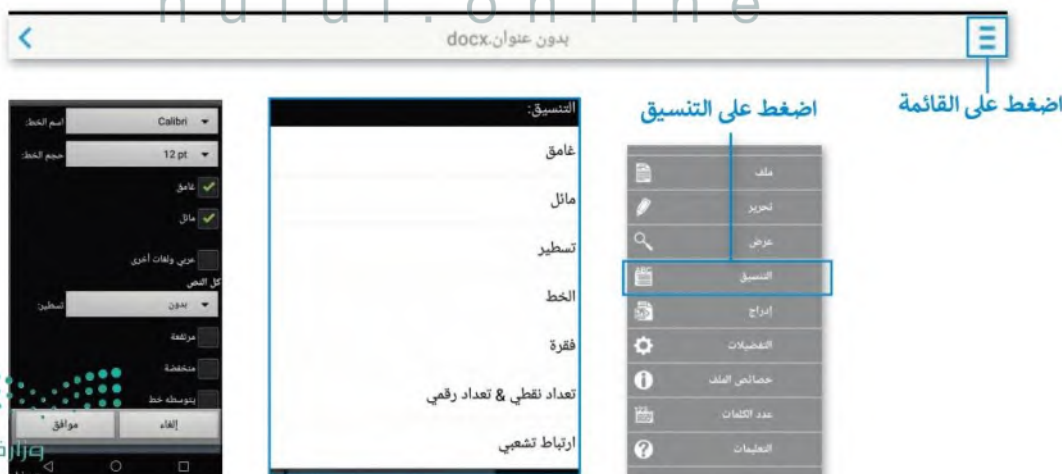 hulul.online
بدون عنوان.docx
اضغط على القائمة
اضغط على التنسيق
ملف
تحرير
عرض
التنسيق
إدراج
التفضيلات
خصائص الملف
عدد الكلمات
التعليمات
التنسيق:
غامق
مائل
تسطير
الخط
فقرة
تعداد نقطي & تعداد رقمي
ارتباط تشعبي
اسم الخط: Calibri
حجم الخط: 12 pt
غامق
مائل
عربي ولغات أخرى
كل النص
تسطير: بدون
مرتفعة
منخفضة
يتوسطه خط
موافق إلغاء